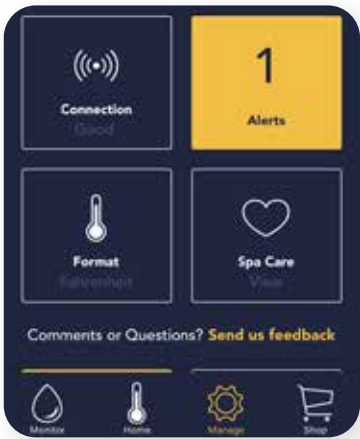 1
Connection
Good
Alerts
Format
Fahrenheit
Spa Care
View
Comments or Questions? Send us feedback
Monitor
Home
Manage
Shop